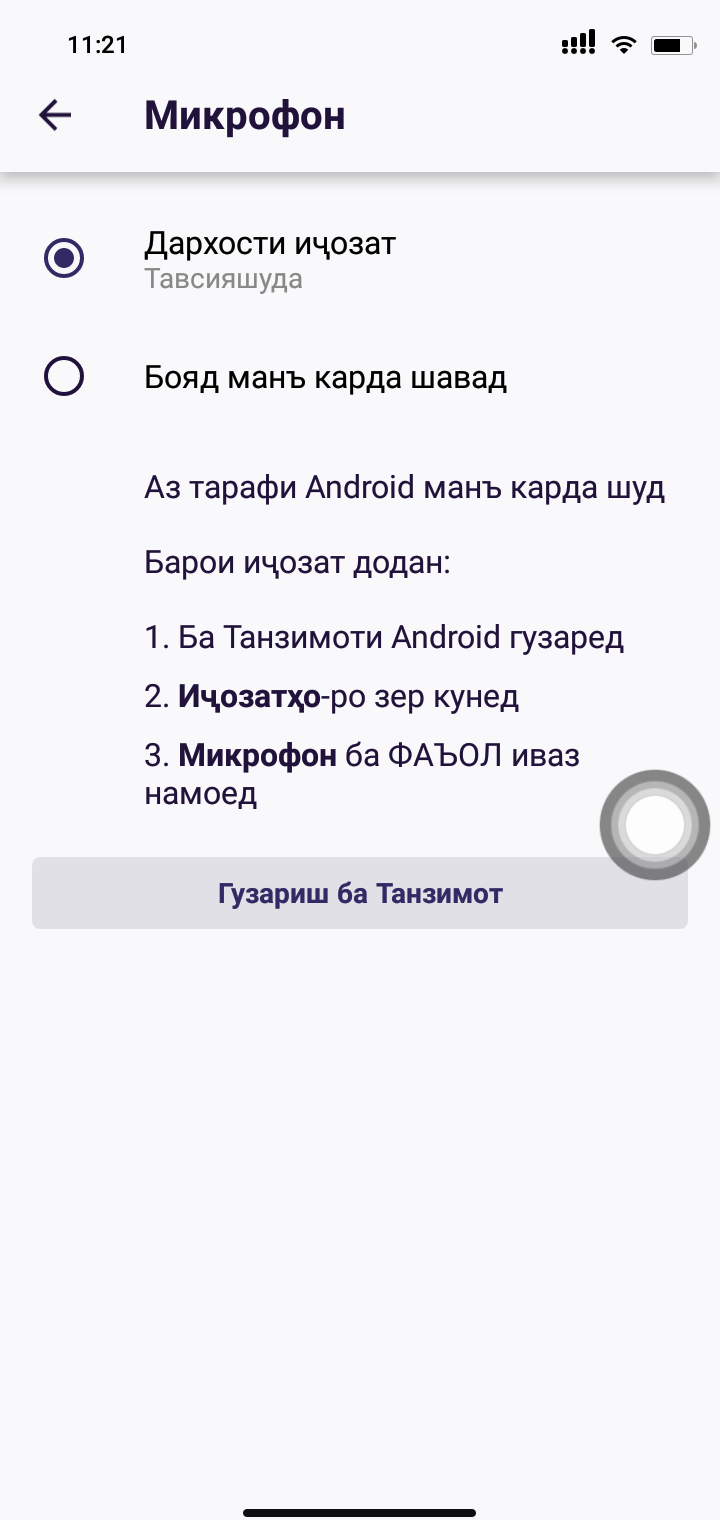 11:21
Микрофон
Дархости иҷозат
Тавсияшуда
Бояд манъ карда шавад
Аз тарафи Android манъ карда шуд
Барои иҷозат додан:
1. Ба Танзимоти Android гузаред
2. Иҷозатҳо-ро зер кунед
3. Микрофон ба ФАЪОЛ иваз
намоед
Гузариш ба Танзимот